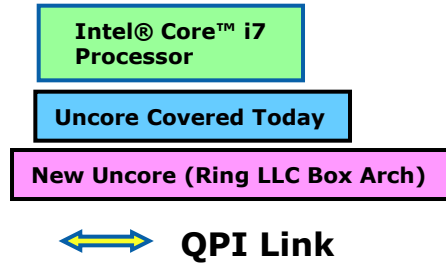 Intel® Core™ i7
Processor
Uncore Covered Today
New Uncore (Ring LLC Box Arch)
QPI Link